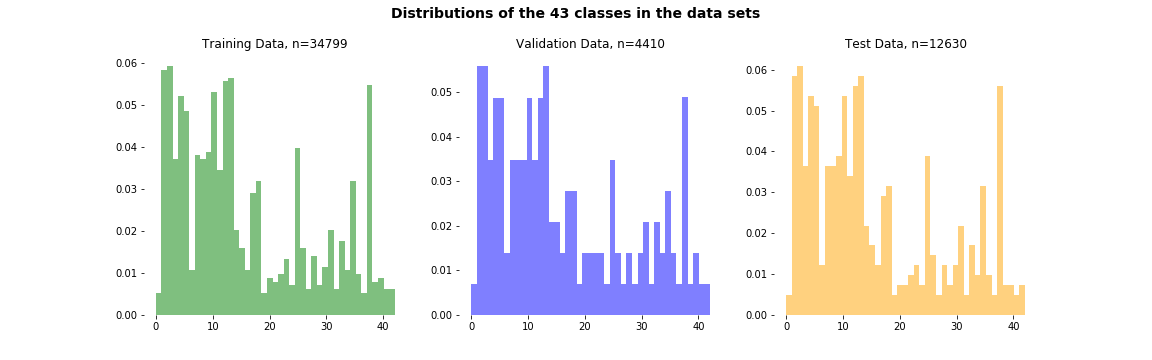 Distributions of the 43 classes in the data sets
Training Data, n=34799
0.06
0.05
0.04
0.03
0.02
0.01
0.00
0 10 20 30 40
Validation Data, n=4410
0.05
0.04
0.03
0.02
0.01
0.00
0 10 20 30 40
Test Data, n=12630
0.06
0.05
0.04
0.03
0.02
0.01
0.00
0 10 20 30 40